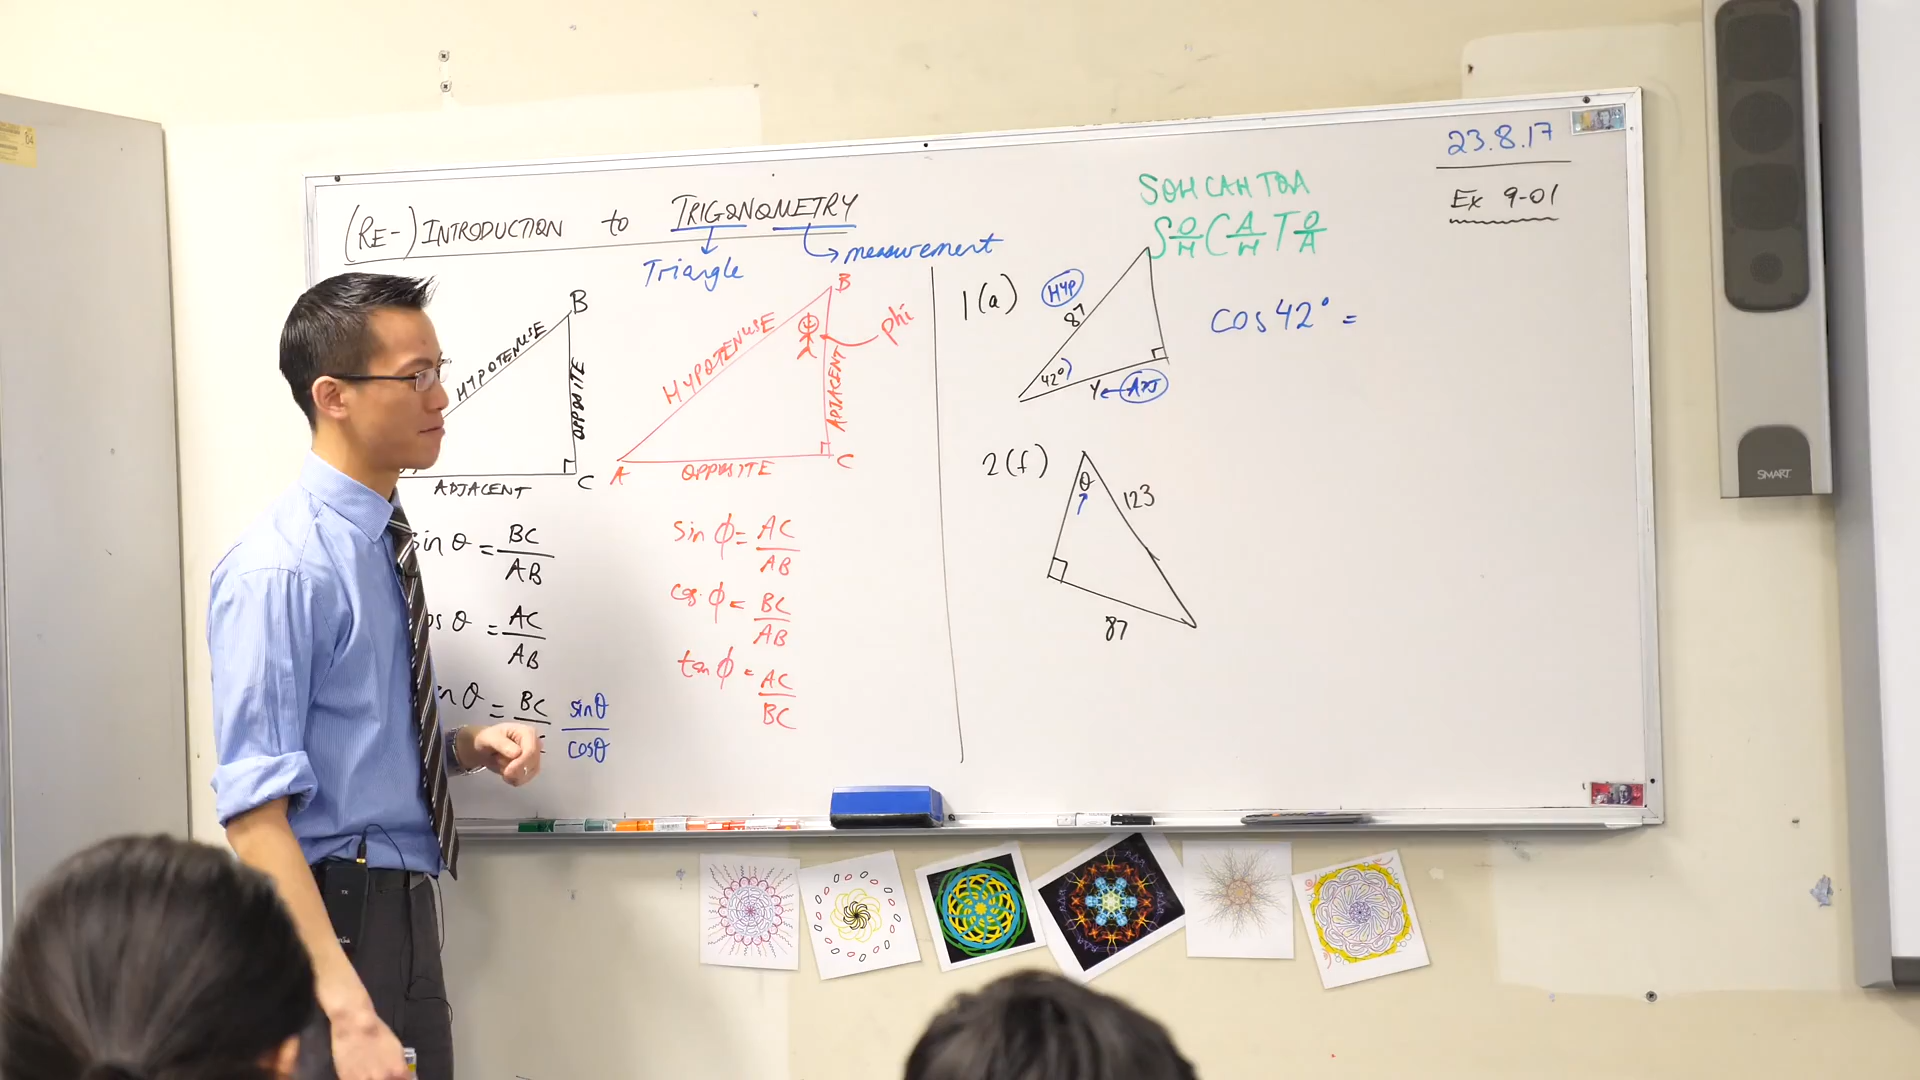 (RE-) INTRODUCTION to TRIGONOMETRY
Triangle
measurement
B
HYPOTENUSE
OPPOSITE
ADJACENT
C
sin θ = BC
AB
os θ = AC
AB
n θ = BC
sinθ
cosθ
B
phi
HYPOTENUSE
ADJACENT
A
OPPOSITE
C
sin ϕ = AC
AB
cos ϕ = BC
AB
tan ϕ = AC
BC
SOH CAH TOA
S O C A T O
H H A
1(a)
HYP
87
42°
Y
ADJ
cos 42° =
2(f)
θ
123
87
23.8.17
Ex 9-01
SMART